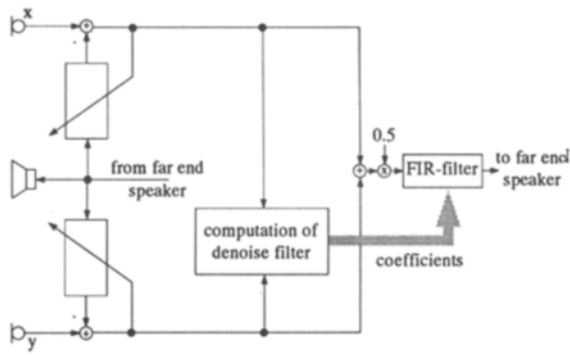 x
+
-
from far end
speaker
0.5
+
x
FIR-filter
to far end
speaker
computation of
denoise filter
coefficients
-
+
y